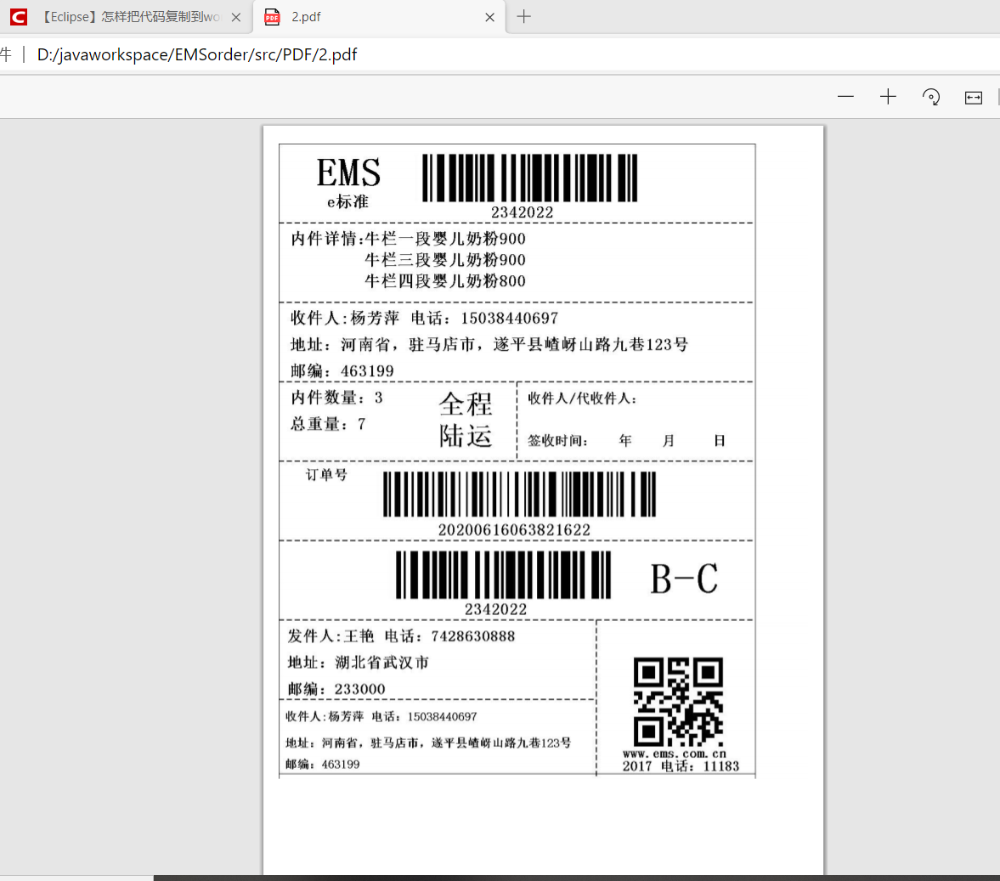 【Eclipse】怎样把代码复制到wo
2.pdf
件 | D:/javaworkspace/EMSorder/src/PDF/2.pdf
EMS
e标准
2342022
内件详情:牛栏一段婴儿奶粉900
牛栏三段婴儿奶粉900
牛栏四段婴儿奶粉800
收件人:杨芳萍 电话：15038440697
地址：河南省，驻马店市，遂平县嵖岈山路九巷123号
邮编：463199
内件数量：3
总重量：7
全程
陆运
收件人/代收件人：
签收时间： 年 月 日
订单号
20200616063821622
2342022
B-C
发件人:王艳 电话：7428630888
地址：湖北省武汉市
邮编：233000
收件人:杨芳萍 电话：15038440697
地址：河南省，驻马店市，遂平县嵖岈山路九巷123号
邮编：463199
www.ems.com.cn
2017 电话：11183